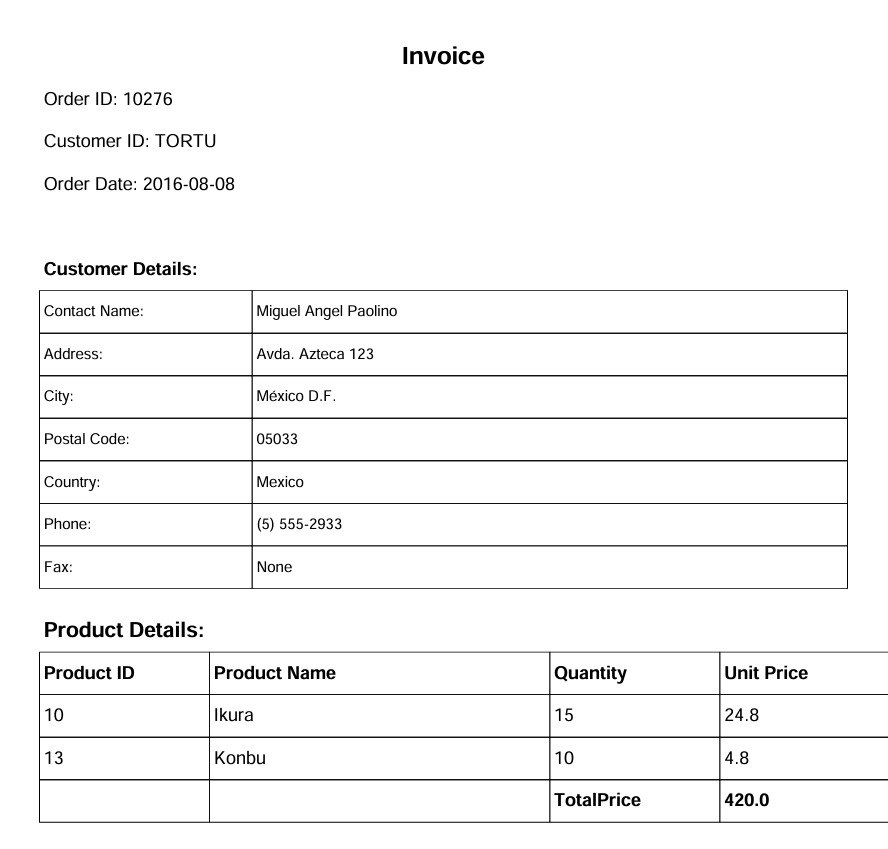 Invoice
Order ID: 10276
Customer ID: TORTU
Order Date: 2016-08-08
Customer Details:
Contact Name: Miguel Angel Paolino
Address: Avda. Azteca 123
City: México D.F.
Postal Code: 05033
Country: Mexico
Phone: (5) 555-2933
Fax: None
Product Details:
Product ID Product Name Quantity Unit Price
10 Ikura 15 24.8
13 Konbu 10 4.8
TotalPrice 420.0